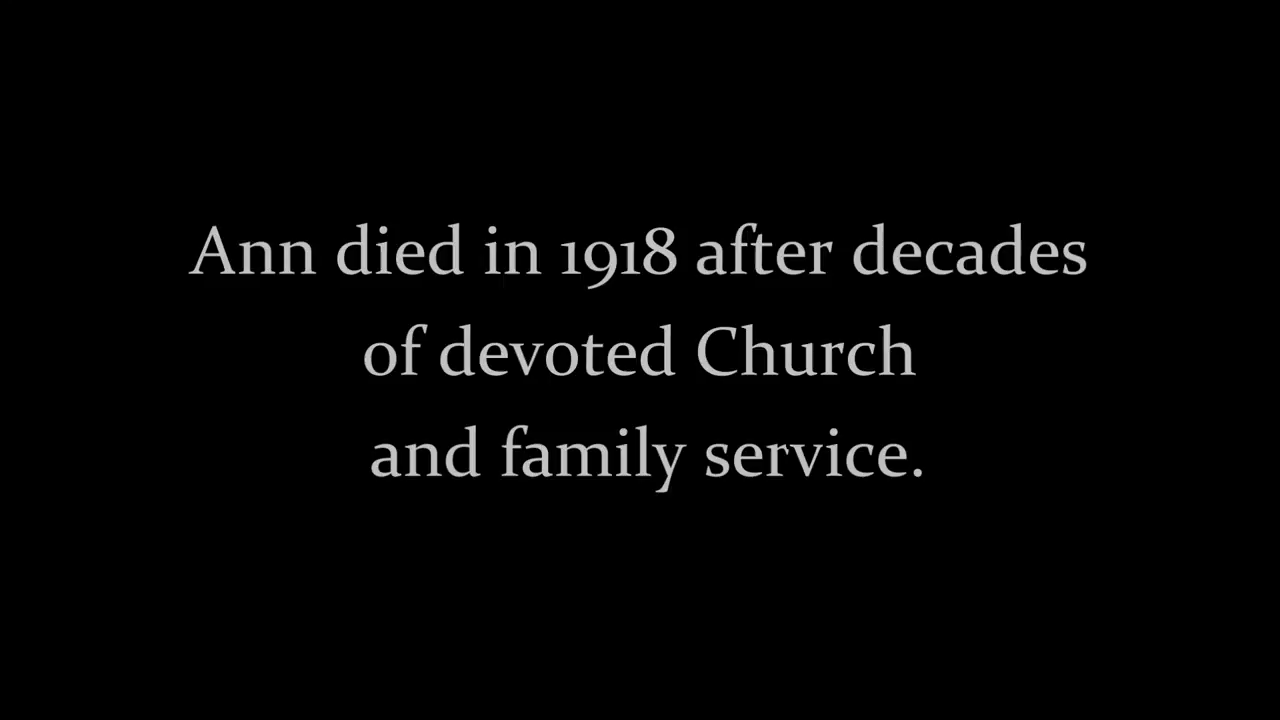 Ann died in 1918 after decades
of devoted Church
and family service.